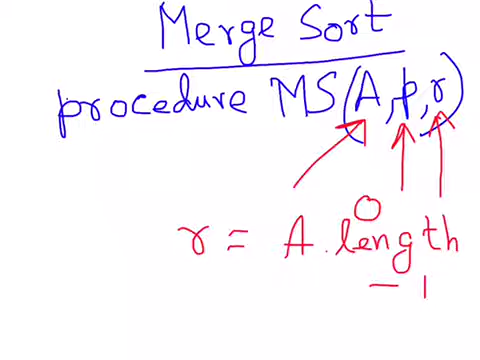 Merge Sort
procedure MS(A,p,r)
0
r = A.length
- 1